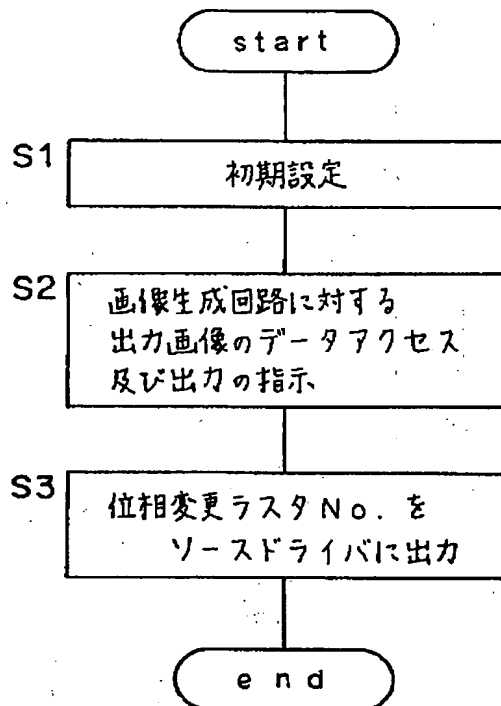 start
S1
初期設定
S2
画像生成回路に対する
出力画像のデータアクセス
及び出力の指示
S3
位相変更ラスタNo.を
ソースドライバに出力
end